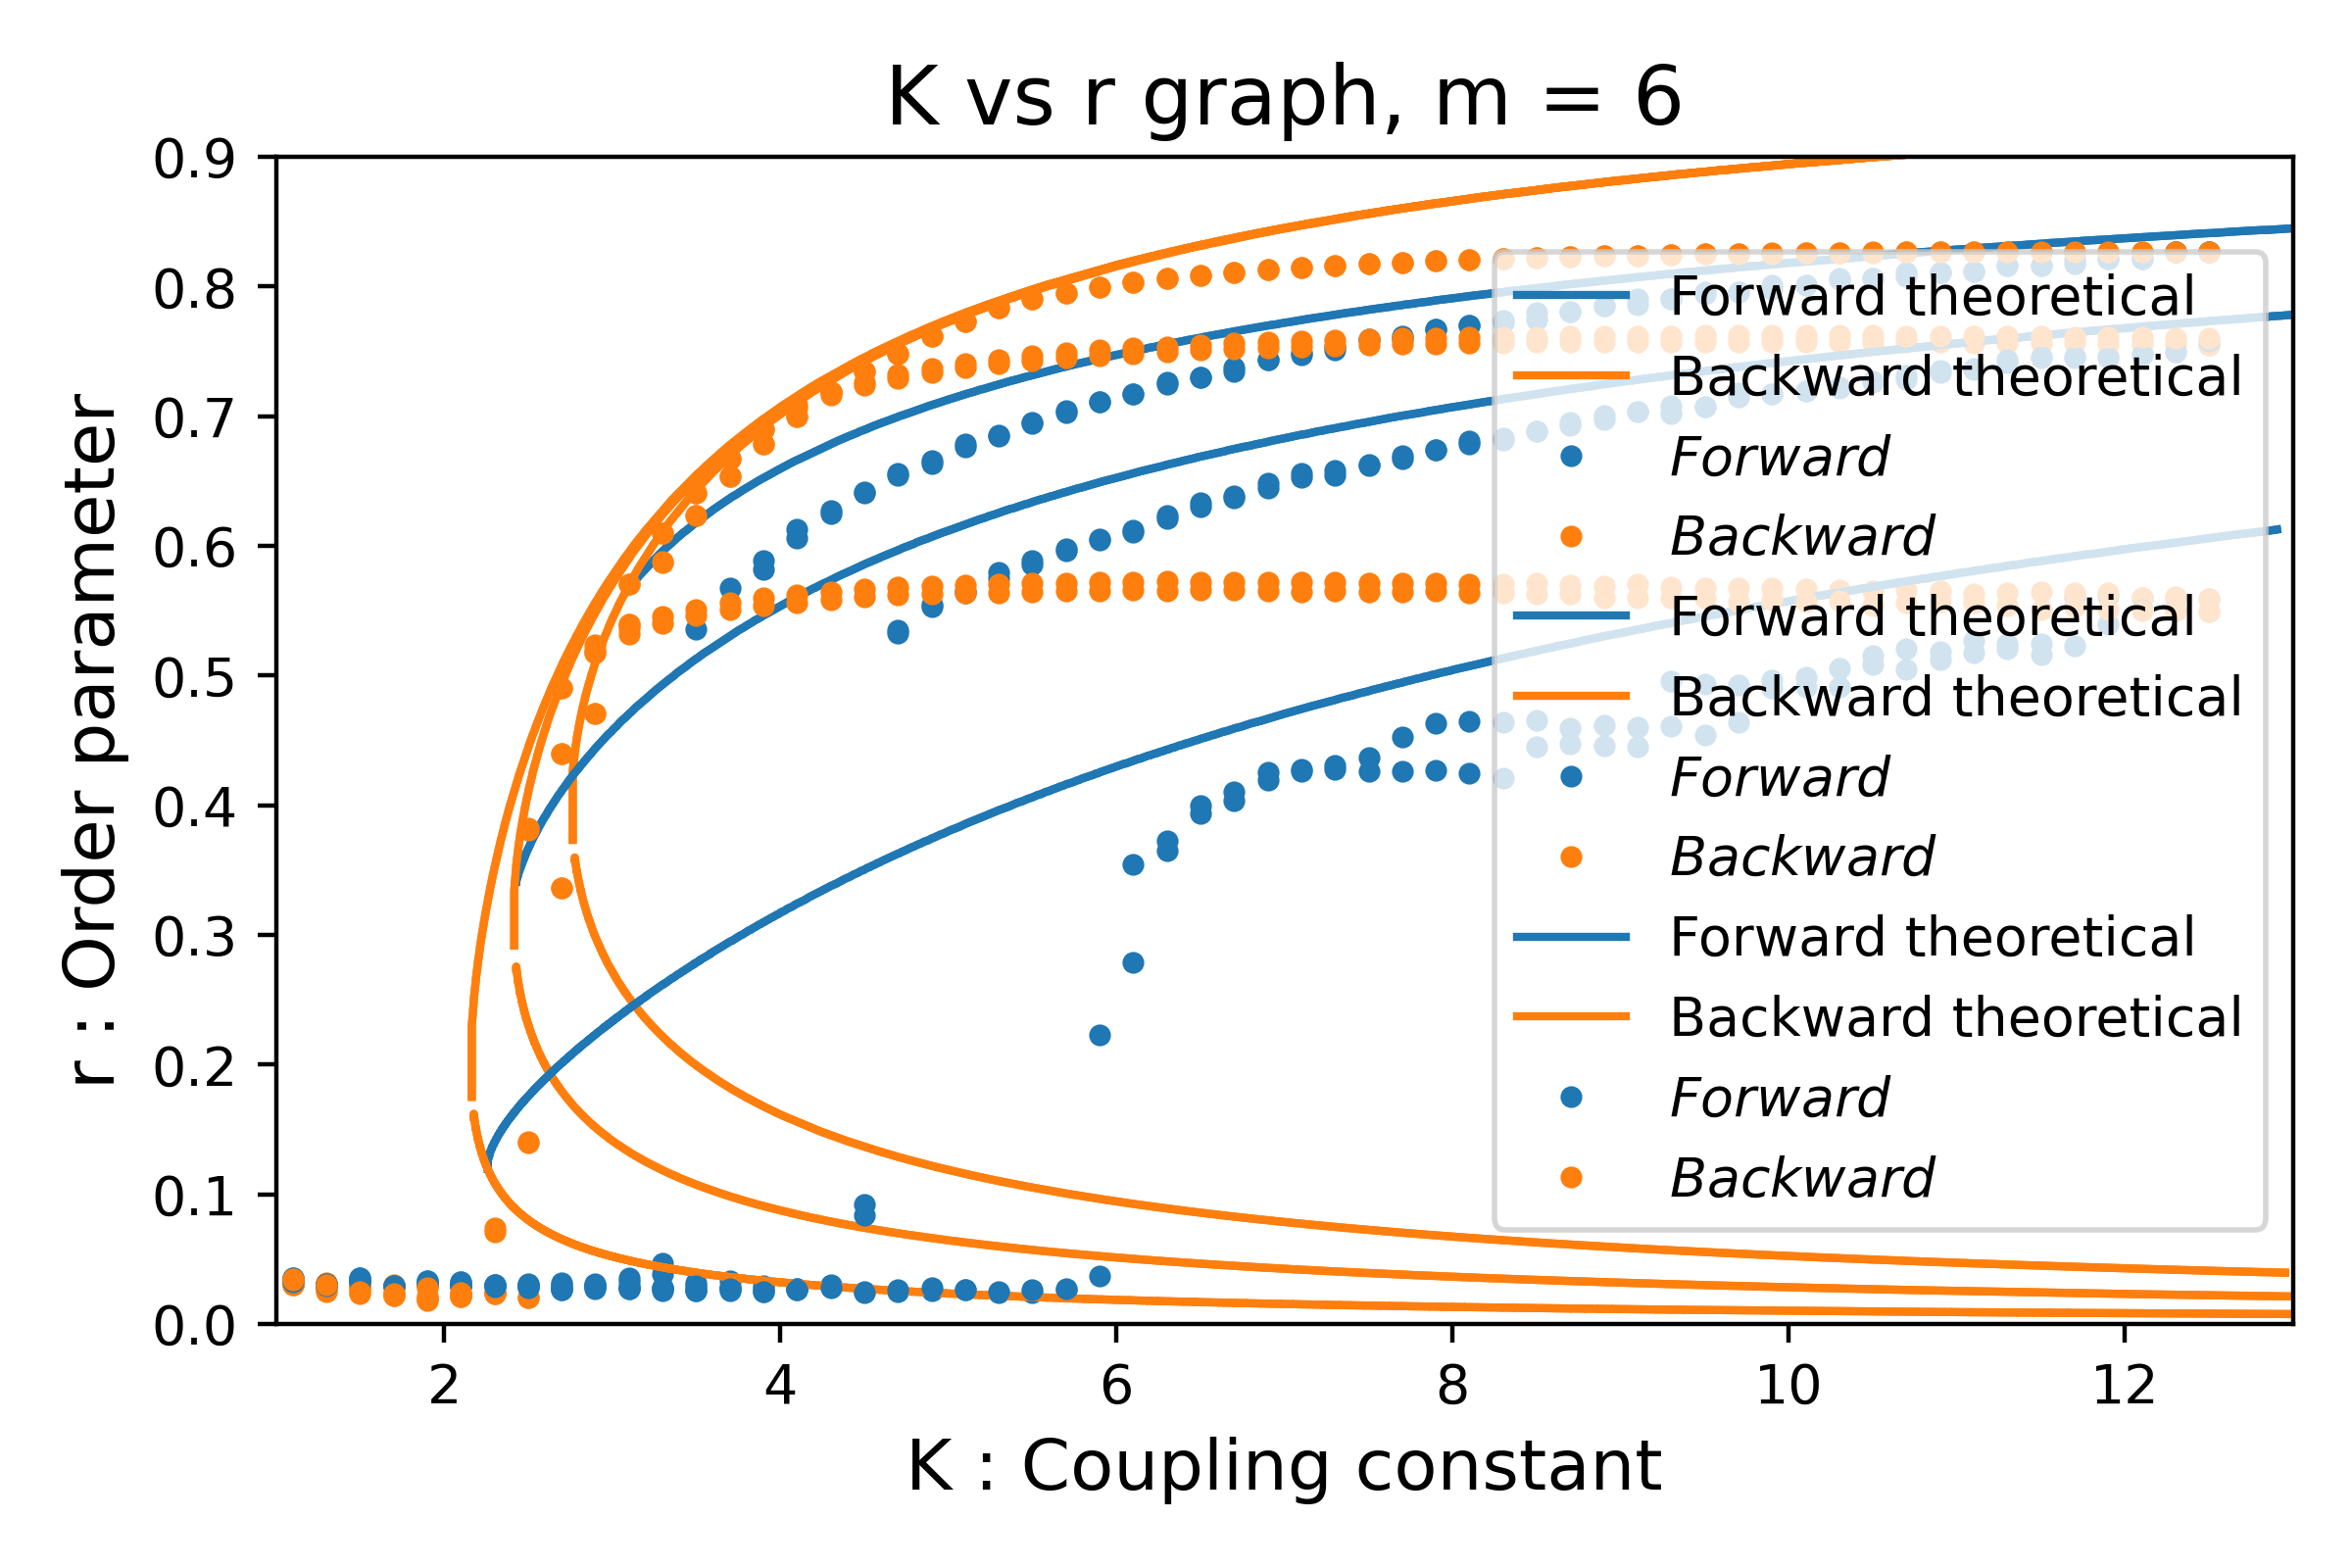 K vs r graph, m = 6
0.9
0.8
0.7
0.6
0.5
0.4
0.3
0.2
0.1
0.0
r : Order parameter
Forward theoretical
Backward theoretical
Forward
Backward
Forward theoretical
Backward theoretical
Forward
Backward
Forward theoretical
Backward theoretical
Forward
Backward
2 4 6 8 10 12
K : Coupling constant